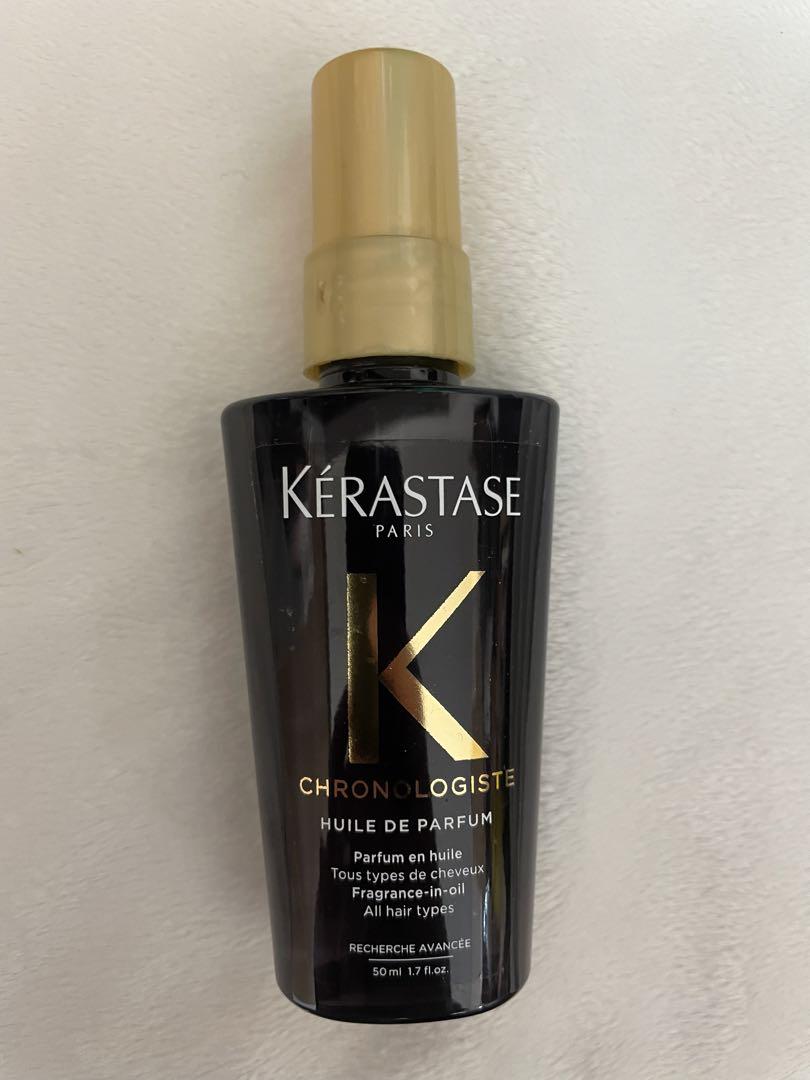 KÉRASTASE
PARIS
K
CHRONOLOGISTE
HUILE DE PARFUM
Parfum en huile
Tous types de cheveux
Fragrance-in-oil
All hair types
RECHERCHE AVANCÉE
50 ml 1.7 fl.oz.